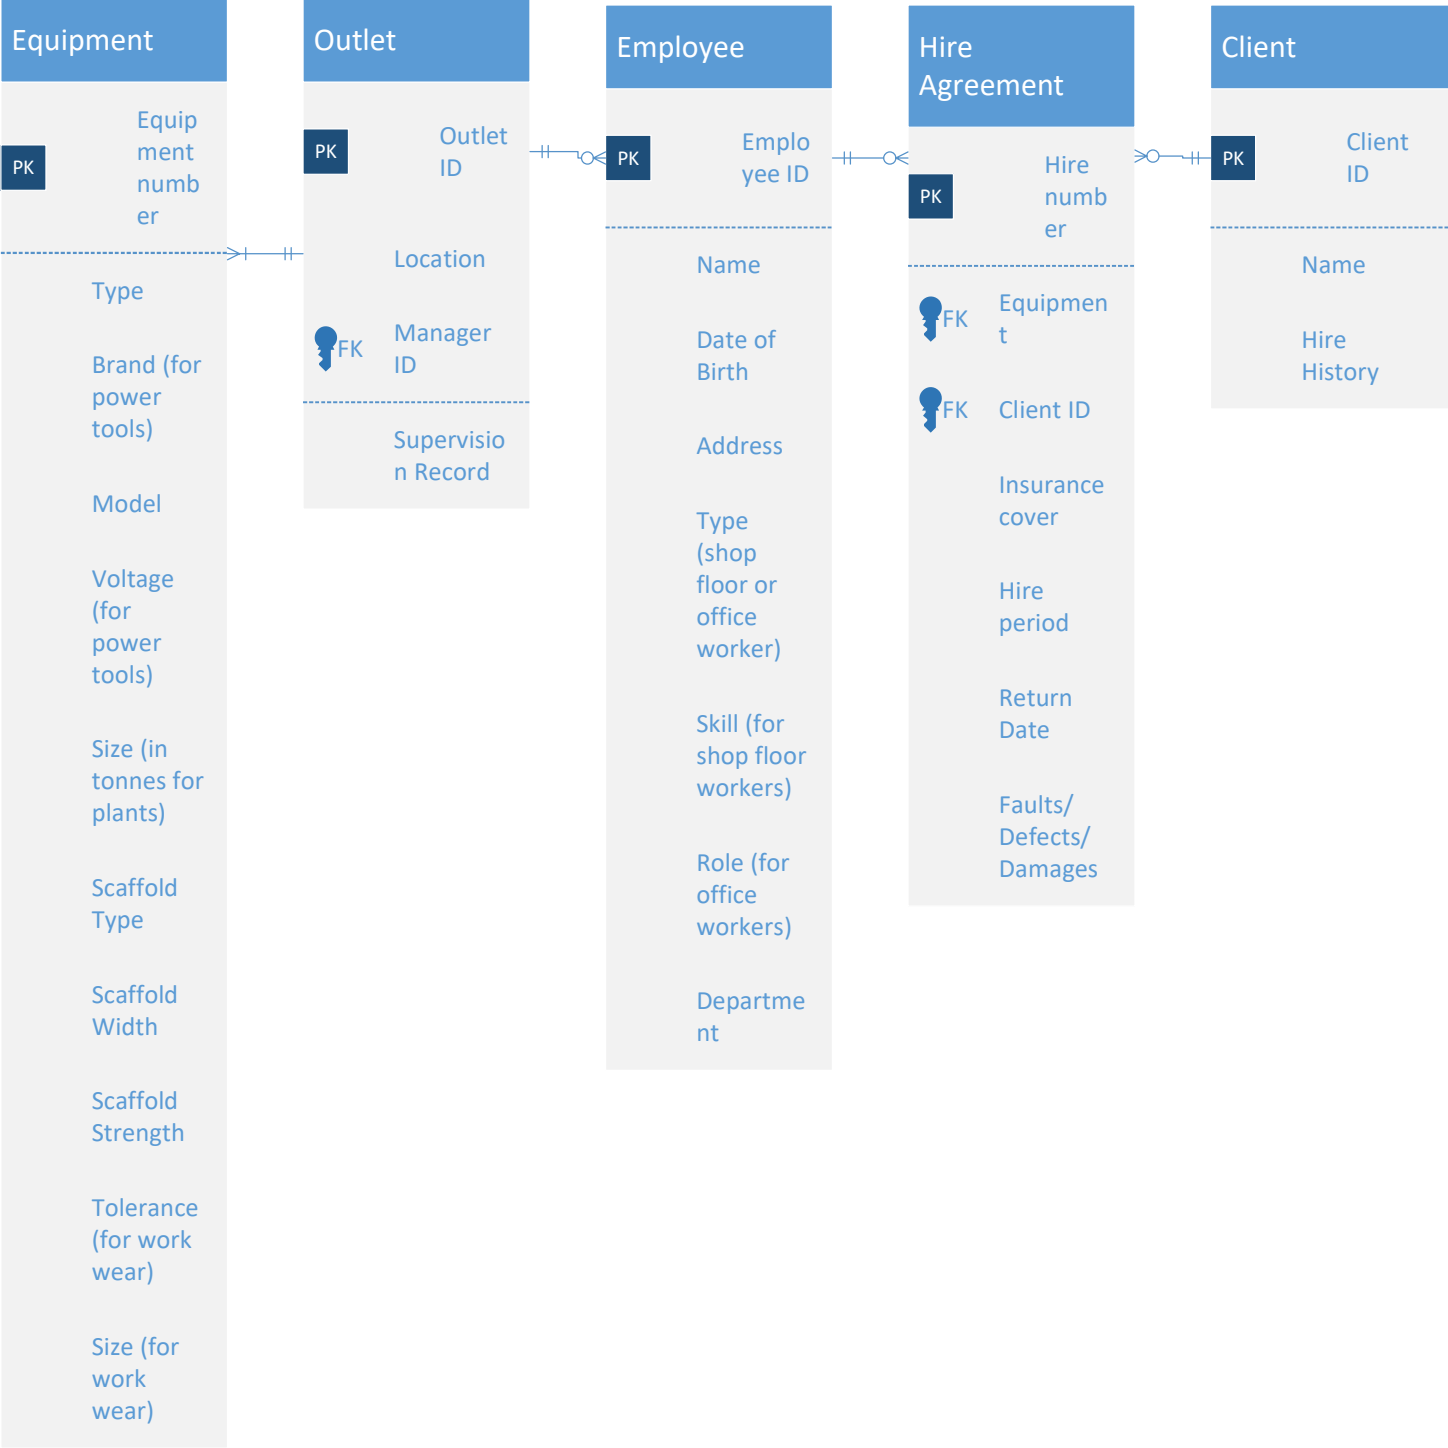 Equipment
PK
Equip
ment
numb
er
Type
Brand (for
power
tools)
Model
Voltage
(for
power
tools)
Size (in
tonnes for
plants)
Scaffold
Type
Scaffold
Width
Scaffold
Strength
Tolerance
(for work
wear)
Size (for
work
wear)
Outlet
PK
Outlet
ID
Location
FK
Manager
ID
Supervisio
n Record
Employee
PK
Emplo
yee ID
Name
Date of
Birth
Address
Type
(shop
floor or
office
worker)
Skill (for
shop floor
workers)
Role (for
office
workers)
Departme
nt
Hire
Agreement
PK
Hire
numb
er
FK
Equipmen
t
FK
Client ID
Insurance
cover
Hire
period
Return
Date
Faults/
Defects/
Damages
Client
PK
Client
ID
Name
Hire
History